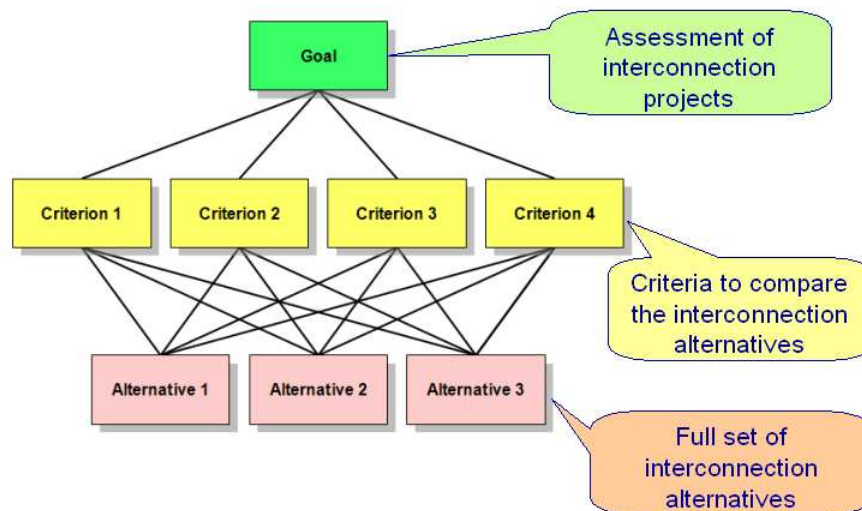 Goal
Assessment of
interconnection
projects
Criterion 1
Criterion 2
Criterion 3
Criterion 4
Criteria to compare
the interconnection
alternatives
Alternative 1
Alternative 2
Alternative 3
Full set of
interconnection
alternatives